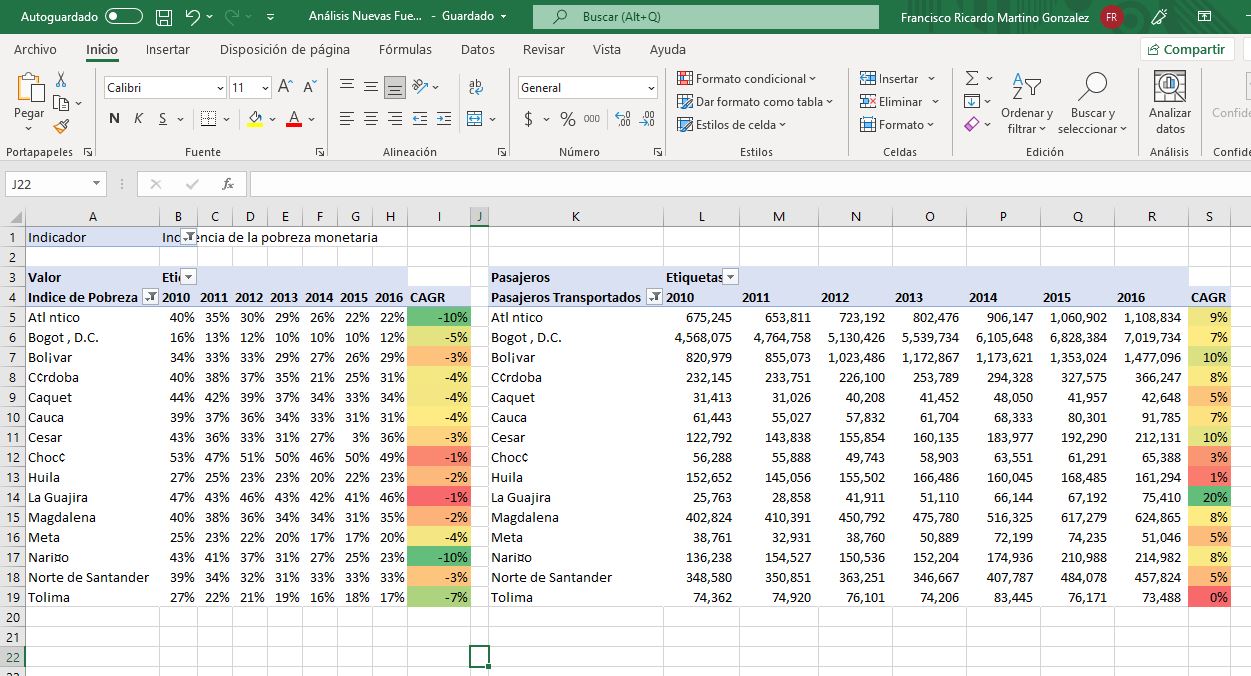 Autoguardado Análisis Nuevas Fue... - Guardado Buscar (Alt+Q) Francisco Ricardo Martino Gonzalez FR
Archivo Inicio Insertar Disposición de página Fórmulas Datos Revisar Vista Ayuda Compartir
Pegar
Portapapeles
Calibri 11
N K S
Fuente
ab
Alineación
General
$ % 000
Número
Formato condicional
Dar formato como tabla
Estilos de celda
Estilos
Insertar
Eliminar
Formato
Celdas
Ordenar y filtrar
Buscar y seleccionar
Edición
Analizar datos
Análisis
Confid
Confide
J22 fx
A B C D E F G H I J K L M N O P Q R S
1 Indicador Incidencia de la pobreza monetaria
2
3 Valor Etiq Pasajeros Etiquetas
4 Indice de Pobreza 2010 2011 2012 2013 2014 2015 2016 CAGR Pasajeros Transportados 2010 2011 2012 2013 2014 2015 2016 CAGR
5 Atl ntico 40% 35% 30% 29% 26% 22% 22% -10% Atl ntico 675,245 653,811 723,192 802,476 906,147 1,060,902 1,108,834 9%
6 Bogot , D.C. 16% 13% 12% 10% 10% 10% 12% -5% Bogot , D.C. 4,568,075 4,764,758 5,130,426 5,539,734 6,105,648 6,828,384 7,019,734 7%
7 Bol¡var 34% 33% 33% 29% 27% 26% 29% -3% Bol¡var 820,979 855,073 1,023,486 1,172,867 1,173,621 1,353,024 1,477,096 10%
8 C¢rdoba 40% 38% 37% 35% 21% 25% 31% -4% C¢rdoba 232,145 233,751 226,100 253,789 294,328 327,575 366,247 8%
9 Caquet 44% 42% 39% 37% 34% 33% 34% -4% Caquet 31,413 31,026 40,208 41,452 48,050 41,957 42,648 5%
10 Cauca 39% 37% 36% 34% 33% 31% 31% -4% Cauca 61,443 55,027 57,832 61,704 68,333 80,301 91,785 7%
11 Cesar 43% 36% 33% 31% 27% 3% 36% -3% Cesar 122,792 143,838 155,854 160,135 183,977 192,290 212,131 10%
12 Choc¢ 53% 47% 51% 50% 46% 50% 49% -1% Choc¢ 56,288 55,888 49,743 58,903 63,551 61,291 65,388 3%
13 Huila 27% 25% 23% 23% 20% 22% 23% -2% Huila 152,652 145,056 155,502 166,486 160,045 168,485 161,294 1%
14 La Guajira 47% 43% 46% 43% 42% 41% 46% -1% La Guajira 25,763 28,858 41,911 51,110 66,144 67,192 75,410 20%
15 Magdalena 40% 38% 36% 34% 34% 31% 35% -2% Magdalena 402,824 410,391 450,792 475,780 516,325 617,279 624,865 8%
16 Meta 25% 23% 22% 20% 17% 17% 20% -4% Meta 38,761 32,931 38,760 50,889 72,199 74,235 51,046 5%
17 Nari¤o 43% 41% 37% 31% 27% 25% 23% -10% Nari¤o 136,238 154,527 150,536 152,204 174,936 210,988 214,982 8%
18 Norte de Santander 39% 34% 32% 31% 33% 33% 33% -3% Norte de Santander 348,580 350,851 363,251 346,667 407,787 484,078 457,824 5%
19 Tolima 27% 22% 21% 19% 16% 18% 17% -7% Tolima 74,362 74,920 76,101 74,206 83,445 76,171 73,488 0%
20
21
22